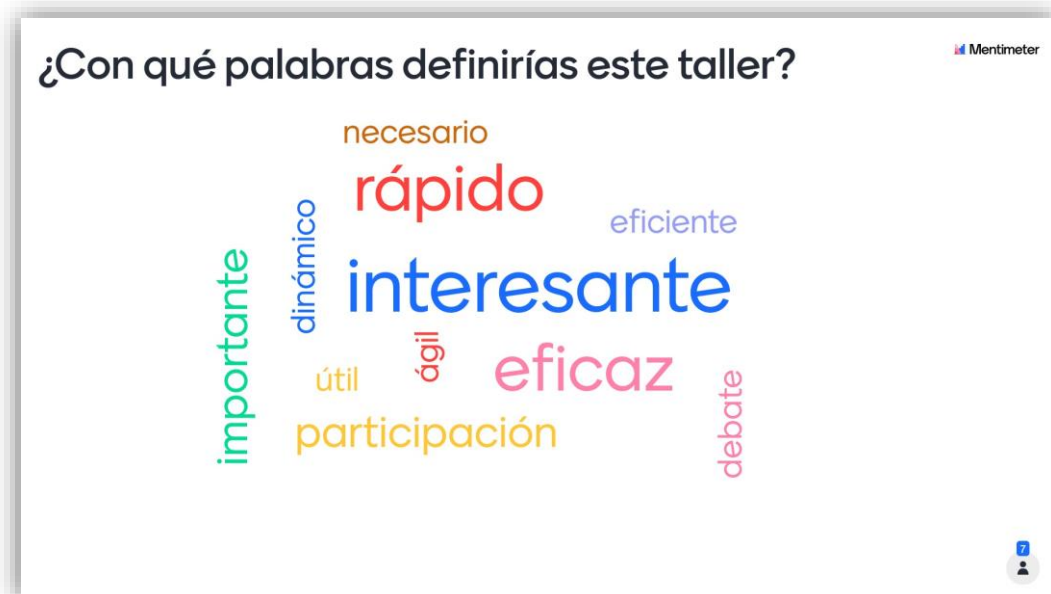 ¿Con qué palabras definirías este taller?
Mentimeter
necesario
rápido
dinámico
eficiente
importante
interesante
ágil
útil
eficaz
debate
participación
7